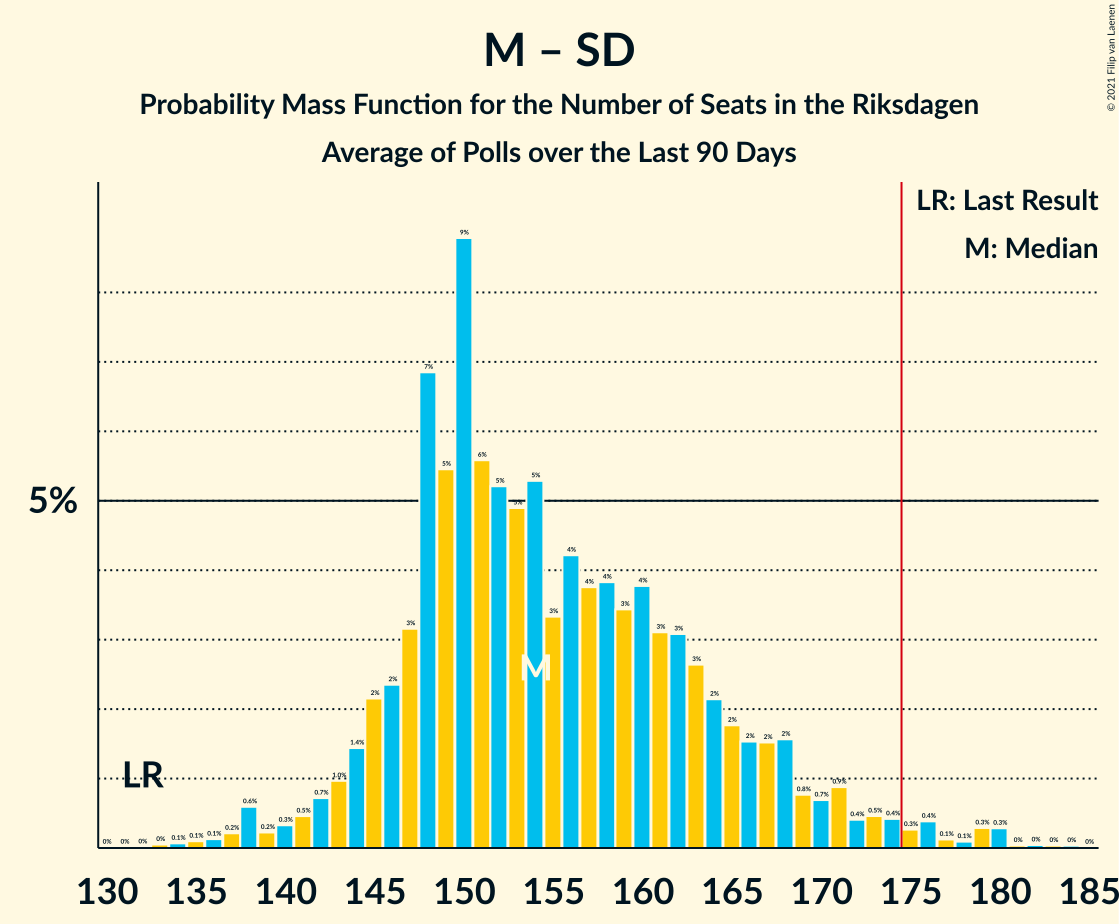 M – SD
Probability Mass Function for the Number of Seats in the Riksdagen
Average of Polls over the Last 90 Days
© 2021 Filip van Laenen
LR: Last Result
M: Median
5%
0% 0% 0% 0% 0.1% 0.1% 0.1% 0.2% 0.6% 0.2% 0.3% 0.5% 0.7% 1.0% 1.4% 2% 2% 3% 7% 5% 9% 6% 5% 5% 5% 3% 4% 4% 4% 3% 4% 3% 3% 3% 2% 2% 2% 2% 2% 0.8% 0.7% 0.9% 0.4% 0.5% 0.4% 0.3% 0.4% 0.1% 0.1% 0.3% 0.3% 0% 0% 0% 0% 0%
M
LR
130 135 140 145 150 155 160 165 170 175 180 185